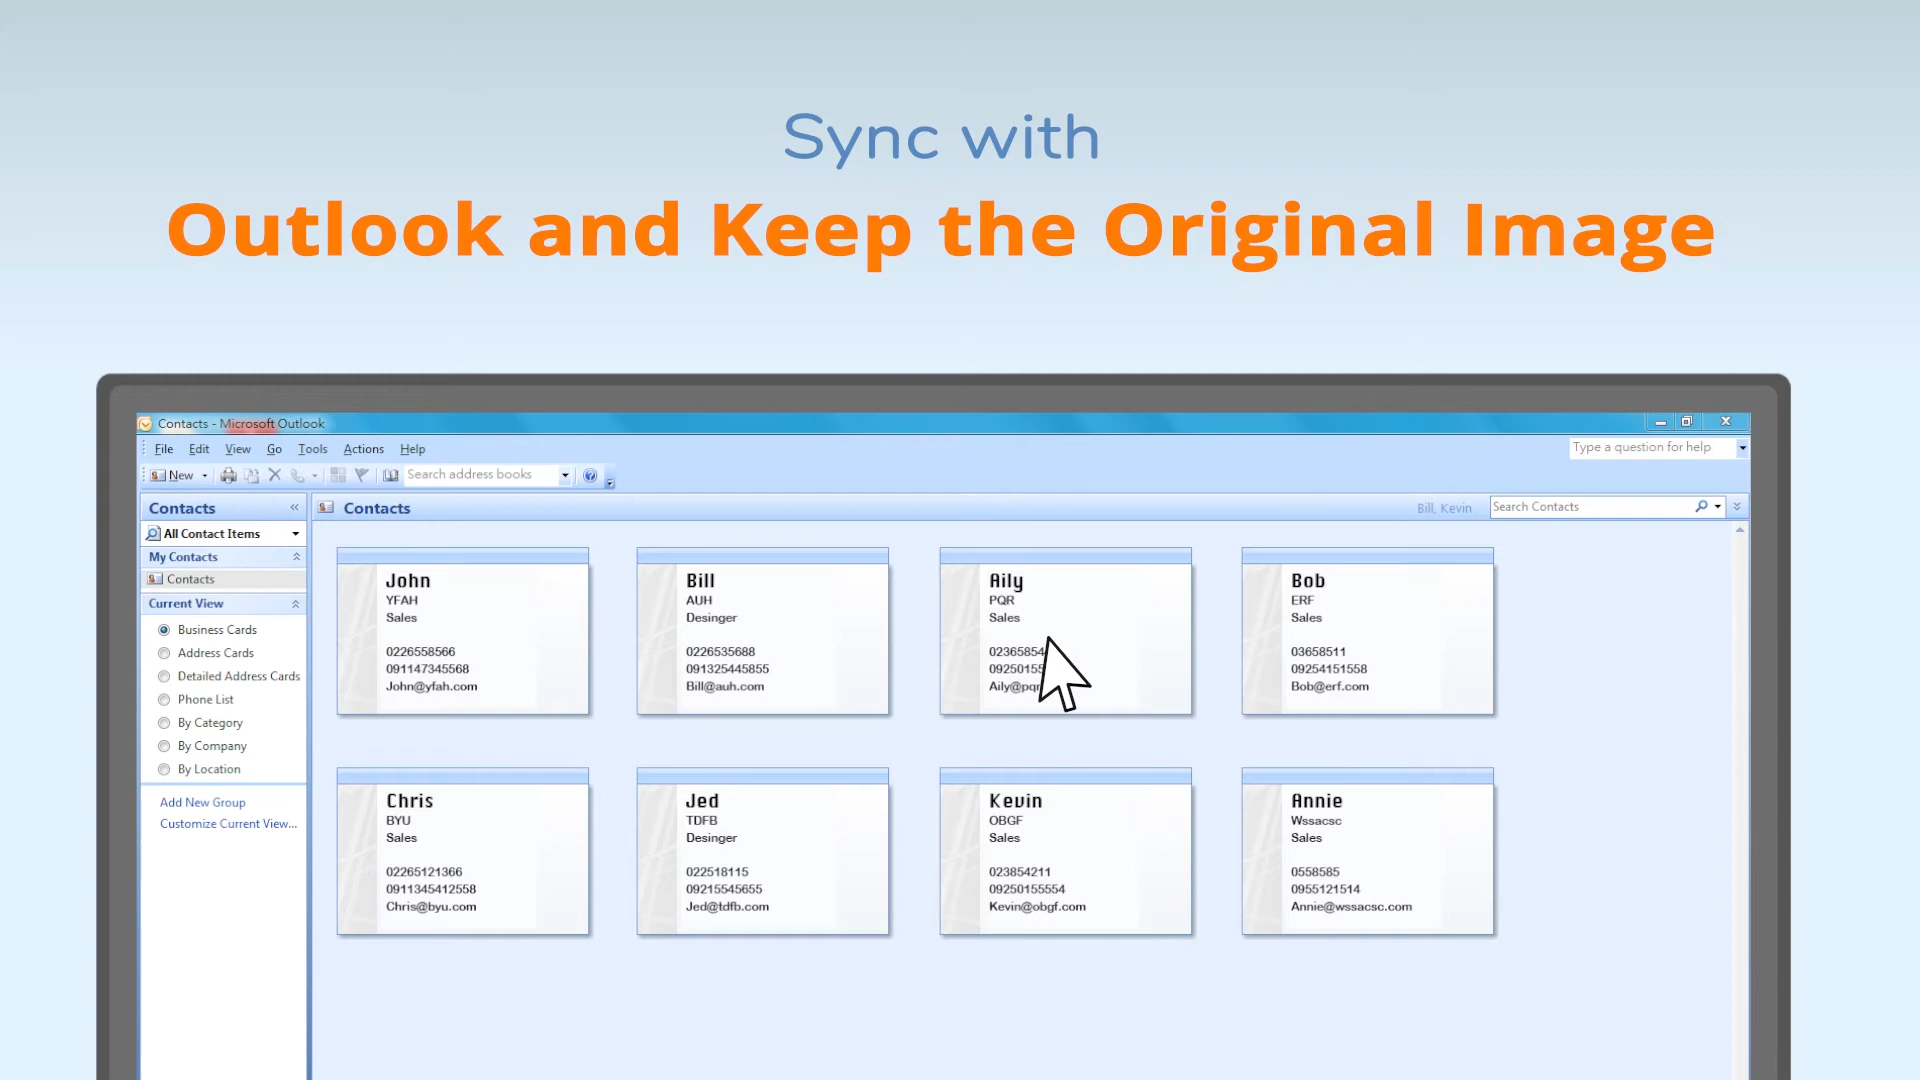 Sync with
Outlook and Keep the Original Image
Contacts - Microsoft Outlook
File Edit View Go Tools Actions Help
Type a question for help
New
Search address books
Contacts
Contacts
Bill, Kevin
Search Contacts
All Contact Items
My Contacts
Contacts
Current View
Business Cards
Address Cards
Detailed Address Cards
Phone List
By Category
By Company
By Location
Add New Group
Customize Current View...
John
YFAH
Sales
0226558566
091147345568
John@yfah.com
Bill
AUH
Desinger
0226535688
091325445855
Bill@auh.com
Aily
PQR
Sales
Bob
ERF
Sales
03658511
09254151558
Bob@erf.com
Chris
BYU
Sales
02265121366
0911345412558
Chris@byu.com
Jed
TDFB
Desinger
022518115
09215545655
Jed@tdfb.com
Kevin
OBGF
Sales
023854211
09250155554
Kevin@obgf.com
Annie
Wssacsc
Sales
0558585
0955121514
Annie@wssacsc.com